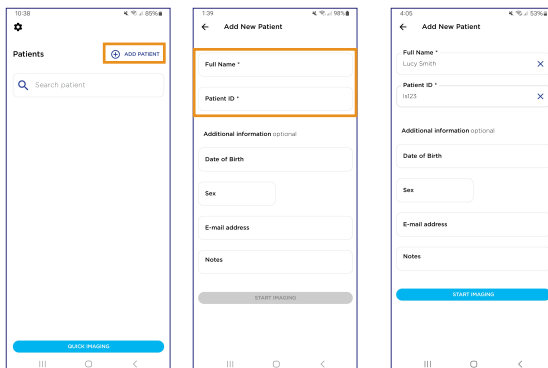 10:38 85%
Patients
ADD PATIENT
Search patient
QUICK IMAGING
1:39 98%
Add New Patient
Full Name *
Patient ID *
Additional information optional
Date of Birth
Sex
E-mail address
Notes
START IMAGING
4:05 53%
Add New Patient
Full Name *
Lucy Smith
Patient ID *
ls123
Additional information optional
Date of Birth
Sex
E-mail address
Notes
START IMAGING